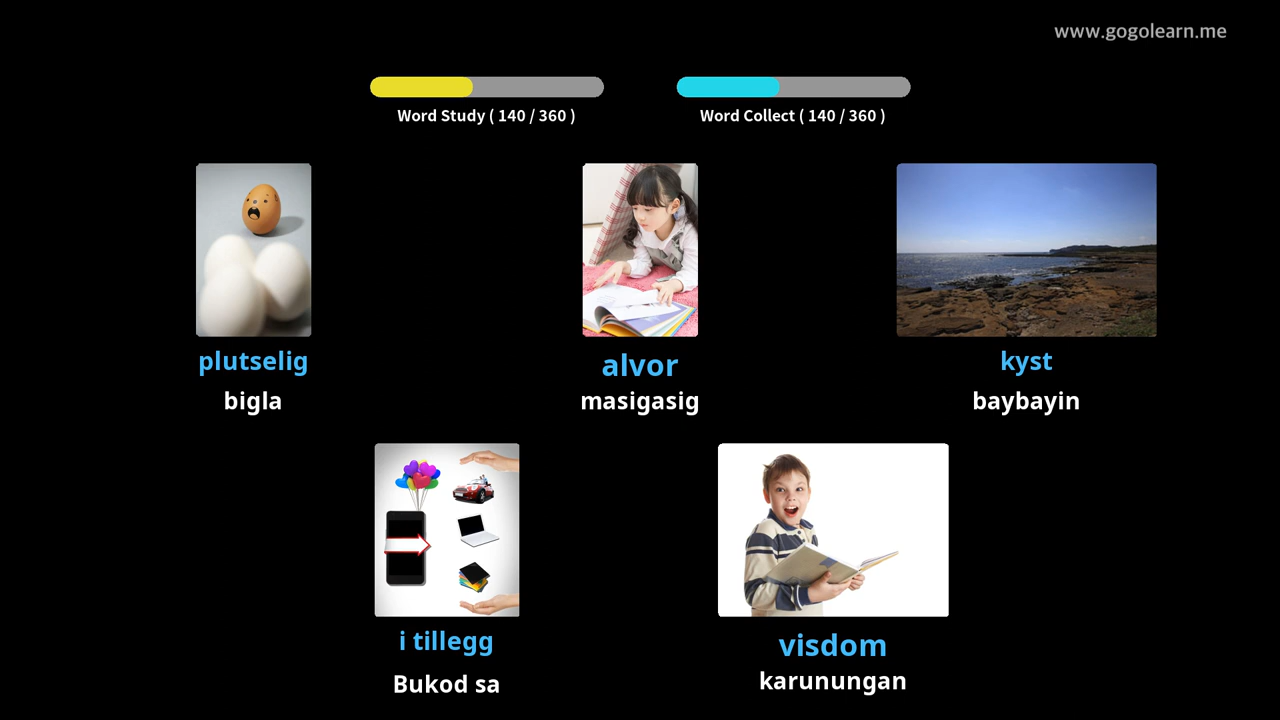 www.gogolearn.me
Word Study ( 140 / 360 )
Word Collect ( 140 / 360 )
plutselig
bigla
alvor
masigasig
kyst
baybayin
i tillegg
Bukod sa
visdom
karunungan